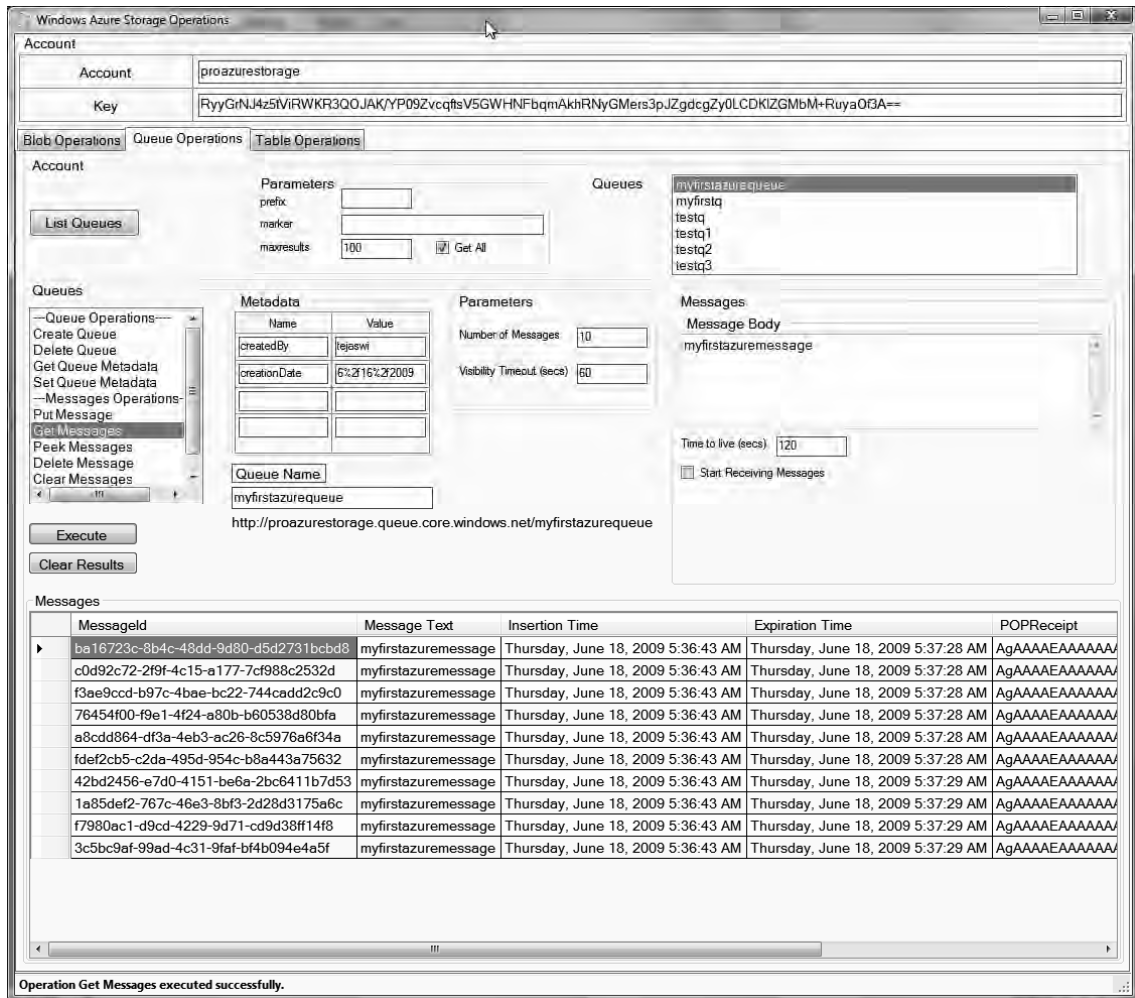 Windows Azure Storage Operations
Account
Account
proazurestorage
Key
RyyGrNJ4z5tViRWKR3QOJAK/YP09ZvcqftsV5GWHNFbqmAkhRNyGMers3pJZgdcgZy0LCDKlZGMbM+RuyaOf3A==
Blob Operations Queue Operations Table Operations
Account
Parameters
Queues
prefix
marker
maxresults 100 Get All
List Queues
myfirstazurequeue
myfirstq
testq
testq1
testq2
testq3
Queues
---Queue Operations----
Create Queue
Delete Queue
Get Queue Metadata
Set Queue Metadata
---Messages Operations-
Put Message
Get Messages
Peek Messages
Delete Message
Clear Messages
Metadata
Name Value
createdBy tejaswi
creationDate 6%2f16%2f2009
Queue Name
myfirstazurequeue
http://proazurestorage.queue.core.windows.net/myfirstazurequeue
Parameters
Number of Messages 10
Visibility Timeout (secs) 60
Messages
Message Body
myfirstazuremessage
Time to live (secs) 120
Start Receiving Messages
Execute
Clear Results
Messages
MessageId Message Text Insertion Time Expiration Time POPReceipt
ba16723c-8b4c-48dd-9d80-d5d2731bcbd8 myfirstazuremessage Thursday, June 18, 2009 5:36:43 AM Thursday, June 18, 2009 5:37:28 AM AgAAAAEAAAAAAA
c0d92c72-2f9f-4c15-a177-7cf988c2532d myfirstazuremessage Thursday, June 18, 2009 5:36:43 AM Thursday, June 18, 2009 5:37:28 AM AgAAAAEAAAAAAA
f3ae9ccd-b97c-4bae-bc22-744cadd2c9c0 myfirstazuremessage Thursday, June 18, 2009 5:36:43 AM Thursday, June 18, 2009 5:37:28 AM AgAAAAEAAAAAAA
76454f00-f9e1-4f24-a80b-b60538d80bfa myfirstazuremessage Thursday, June 18, 2009 5:36:43 AM Thursday, June 18, 2009 5:37:28 AM AgAAAAEAAAAAAA
a8cdd864-df3a-4eb3-ac26-8c5976a6f34a myfirstazuremessage Thursday, June 18, 2009 5:36:43 AM Thursday, June 18, 2009 5:37:28 AM AgAAAAEAAAAAAA
fdef2cb5-c2da-495d-954c-b8a443a75632 myfirstazuremessage Thursday, June 18, 2009 5:36:43 AM Thursday, June 18, 2009 5:37:28 AM AgAAAAEAAAAAAA
42bd2456-e7d0-4151-be6a-2bc6411b7d53 myfirstazuremessage Thursday, June 18, 2009 5:36:43 AM Thursday, June 18, 2009 5:37:29 AM AgAAAAEAAAAAAA
1a85def2-767c-46e3-8bf3-2d28d3175a6c myfirstazuremessage Thursday, June 18, 2009 5:36:43 AM Thursday, June 18, 2009 5:37:29 AM AgAAAAEAAAAAAA
f7980ac1-d9cd-4229-9d71-cd9d38ff14f8 myfirstazuremessage Thursday, June 18, 2009 5:36:43 AM Thursday, June 18, 2009 5:37:29 AM AgAAAAEAAAAAAA
3c5bc9af-99ad-4c31-9faf-bf4b094e4a5f myfirstazuremessage Thursday, June 18, 2009 5:36:43 AM Thursday, June 18, 2009 5:37:29 AM AgAAAAEAAAAAAA
Operation Get Messages executed successfully.